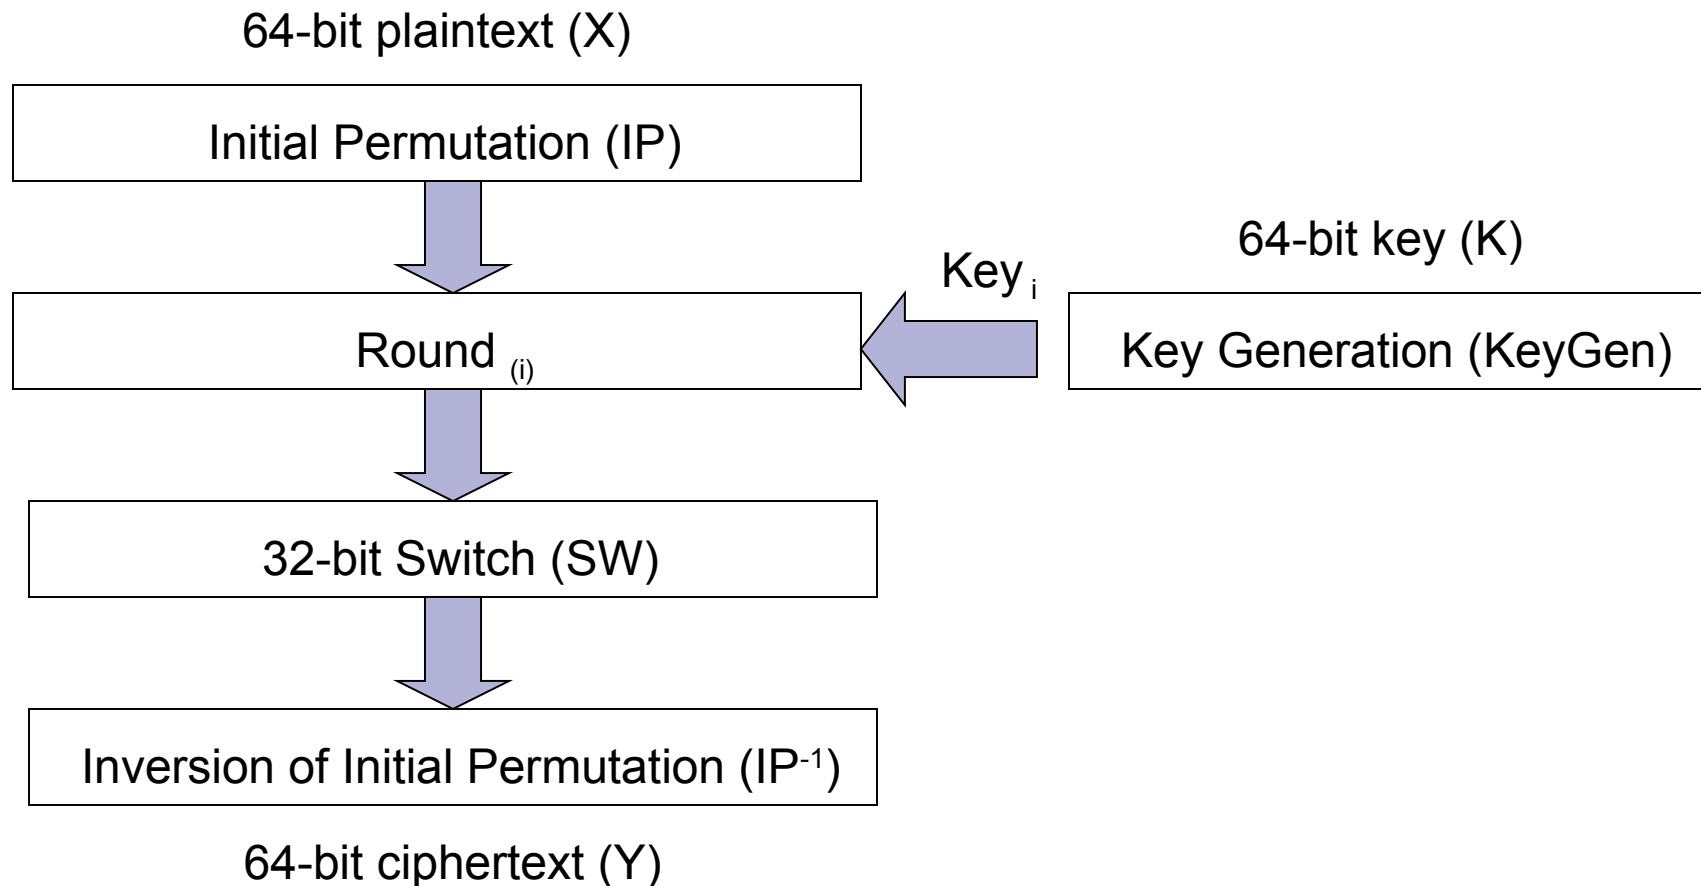 64-bit plaintext (X)
Initial Permutation (IP)
64-bit key (K)
Key i
Round (i)
Key Generation (KeyGen)
32-bit Switch (SW)
Inversion of Initial Permutation (IP-1)
64-bit ciphertext (Y)